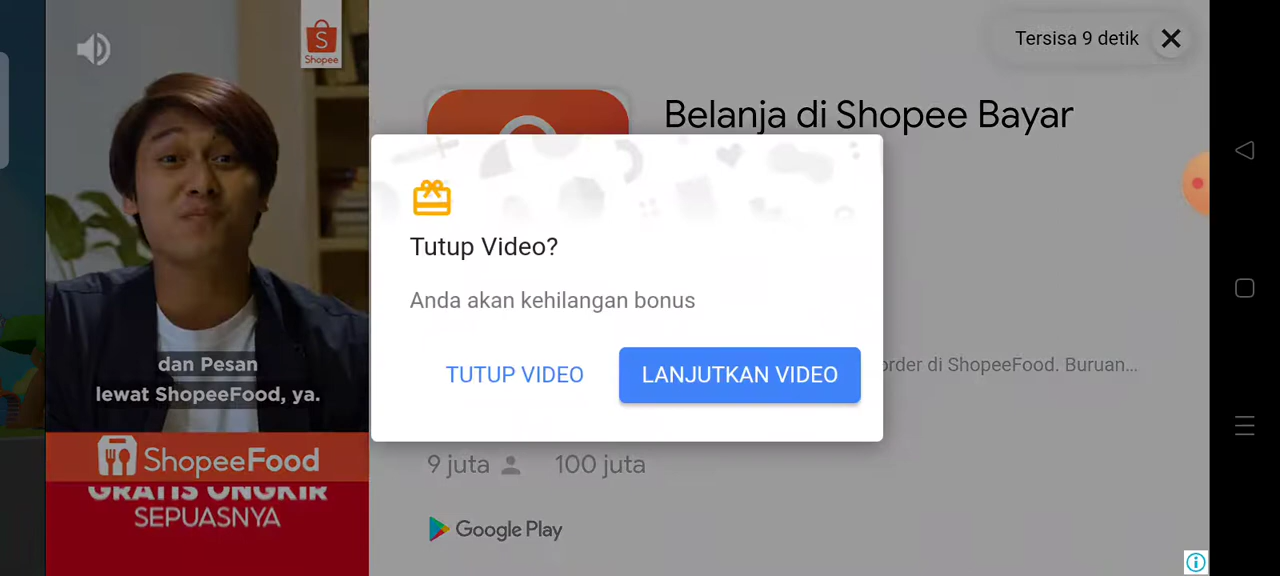 S
Shopee
Tersisa 9 detik
Belanja di Shopee Bayar
Tutup Video?
Anda akan kehilangan bonus
TUTUP VIDEO
LANJUTKAN VIDEO
order di ShopeeFood. Buruan...
dan Pesan
lewat ShopeeFood, ya.
ShopeeFood
GRATIS ONGKIR
SEPUASNYA
9 juta
100 juta
Google Play